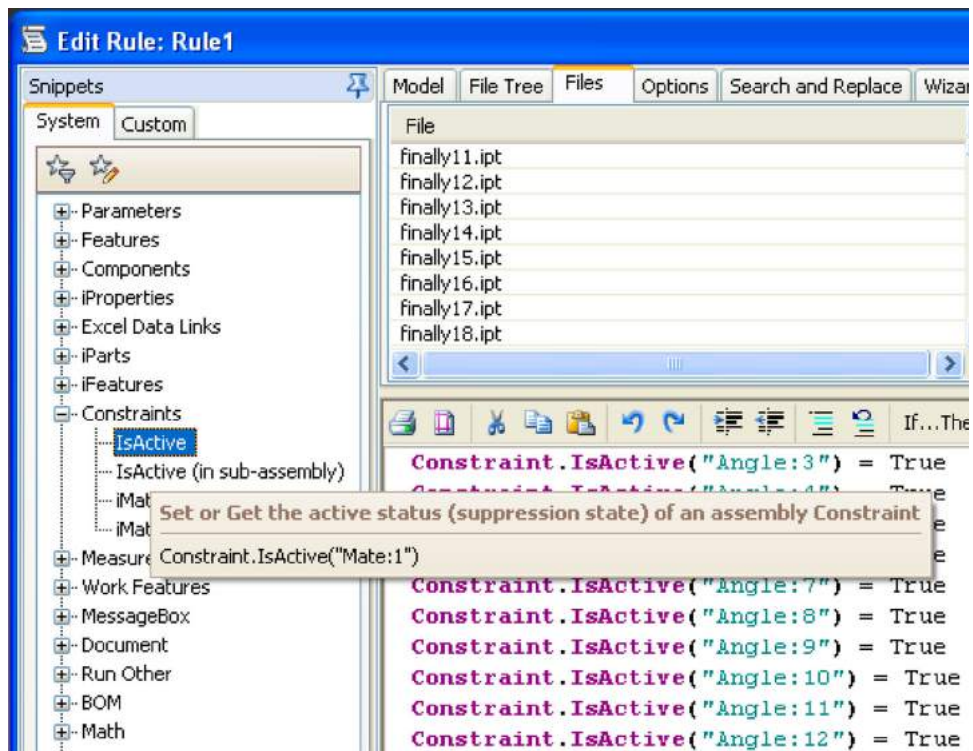 Edit Rule: Rule1
Snippets
System
Custom
Parameters
Features
Components
iProperties
Excel Data Links
iParts
iFeatures
Constraints
IsActive
IsActive (in sub-assembly)
iMat
iMat
Measure
Work Features
MessageBox
Document
Run Other
BOM
Math
Model
File Tree
Files
Options
Search and Replace
Wizar
File
finally11.ipt
finally12.ipt
finally13.ipt
finally14.ipt
finally15.ipt
finally16.ipt
finally17.ipt
finally18.ipt
If...The
Constraint.IsActive("Angle:3") = True
Set or Get the active status (suppression state) of an assembly Constraint
Constraint.IsActive("Mate:1")
Constraint.IsActive("Angle:7") = True
Constraint.IsActive("Angle:8") = True
Constraint.IsActive("Angle:9") = True
Constraint.IsActive("Angle:10") = True
Constraint.IsActive("Angle:11") = True
Constraint.IsActive("Angle:12") = True